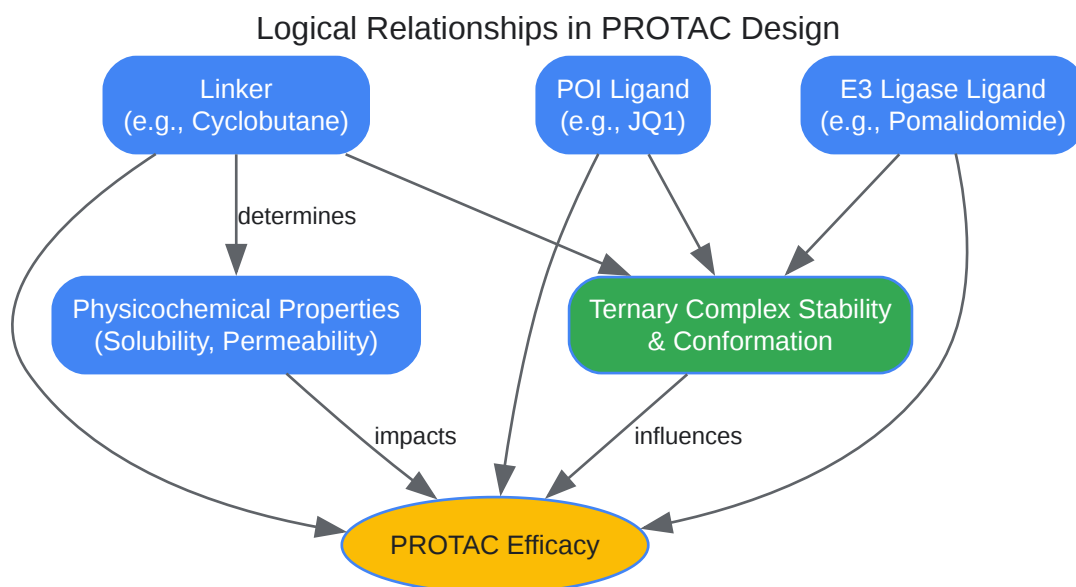 Logical Relationships in PROTAC Design
Linker
(e.g., Cyclobutane)
POI Ligand
(e.g., JQ1)
E3 Ligase Ligand
(e.g., Pomalidomide)
determines
Physicochemical Properties
(Solubility, Permeability)
Ternary Complex Stability
& Conformation
impacts
influences
PROTAC Efficacy